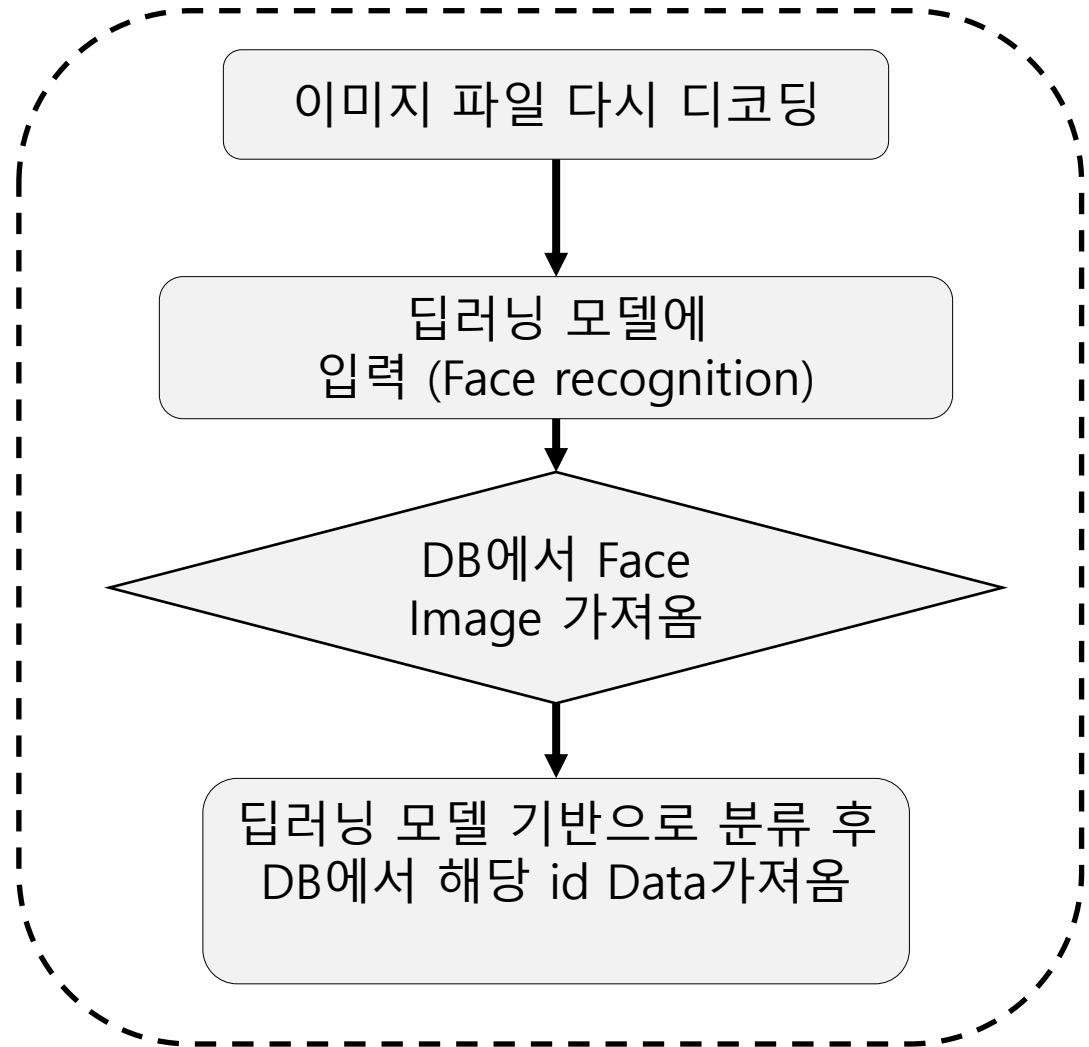 이미지 파일 다시 디코딩
딥러닝 모델에
입력 (Face recognition)
DB에서 Face
Image 가져옴
딥러닝 모델 기반으로 분류 후
DB에서 해당 id Data가져옴